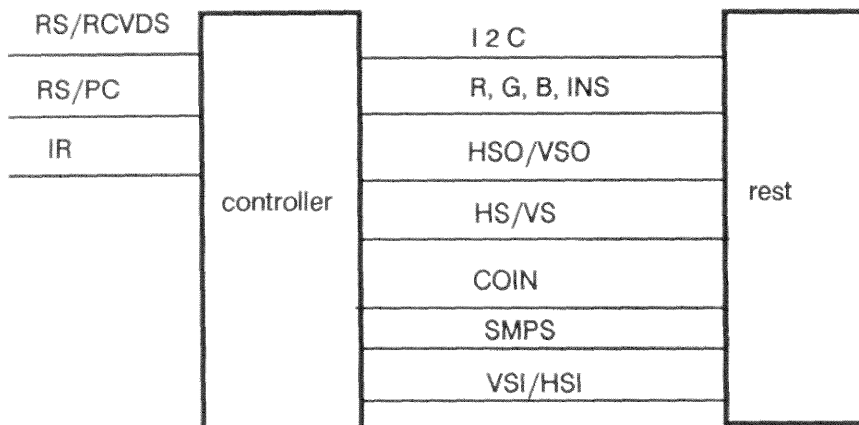 RS/RCVDS
RS/PC
IR
controller
I 2 C
R, G, B, INS
HSO/VSO
HS/VS
COIN
SMPS
VSI/HSI
rest